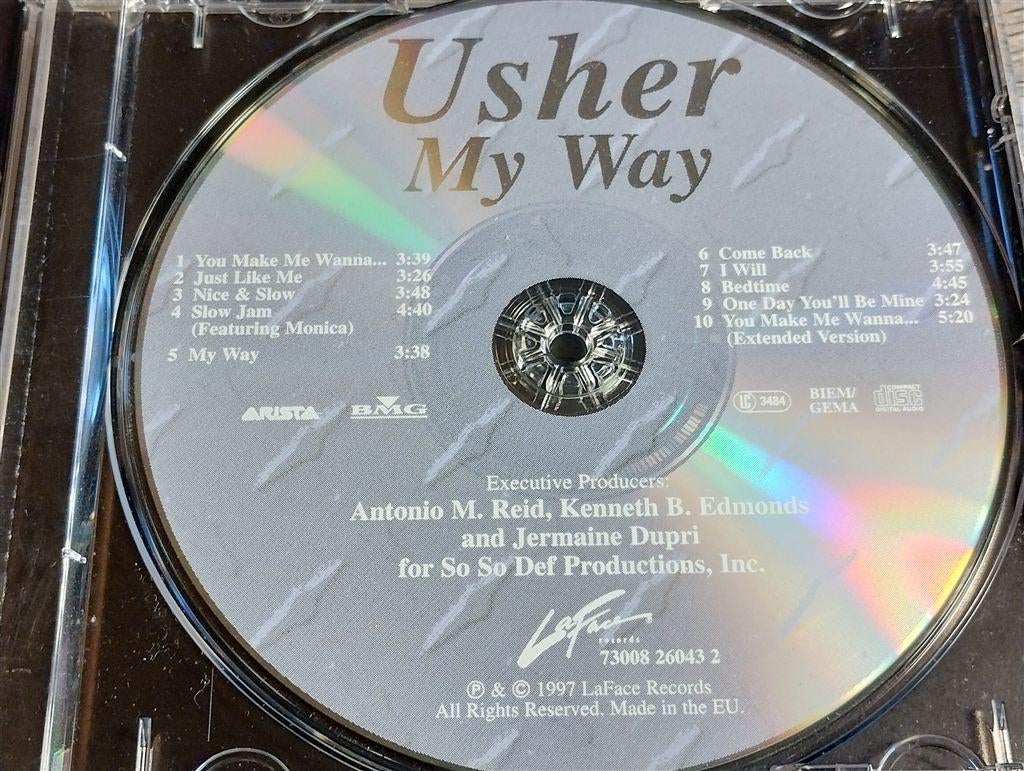 Usher
My Way
1 You Make Me Wanna... 3:39
2 Just Like Me 3:26
3 Nice & Slow 3:48
4 Slow Jam 4:40
(Featuring Monica)
5 My Way 3:38
6 Come Back 3:47
7 I Will 3:55
8 Bedtime 4:45
9 One Day You'll Be Mine 3:24
10 You Make Me Wanna... 5:20
(Extended Version)
ARISTA BMG
LC 3484
BIEM/
GEMA
COMPACT
disc
DIGITAL AUDIO
Executive Producers:
Antonio M. Reid, Kenneth B. Edmonds
and Jermaine Dupri
for So So Def Productions, Inc.
LaFace
records
73008 26043 2
℗ & © 1997 LaFace Records
All Rights Reserved. Made in the EU.